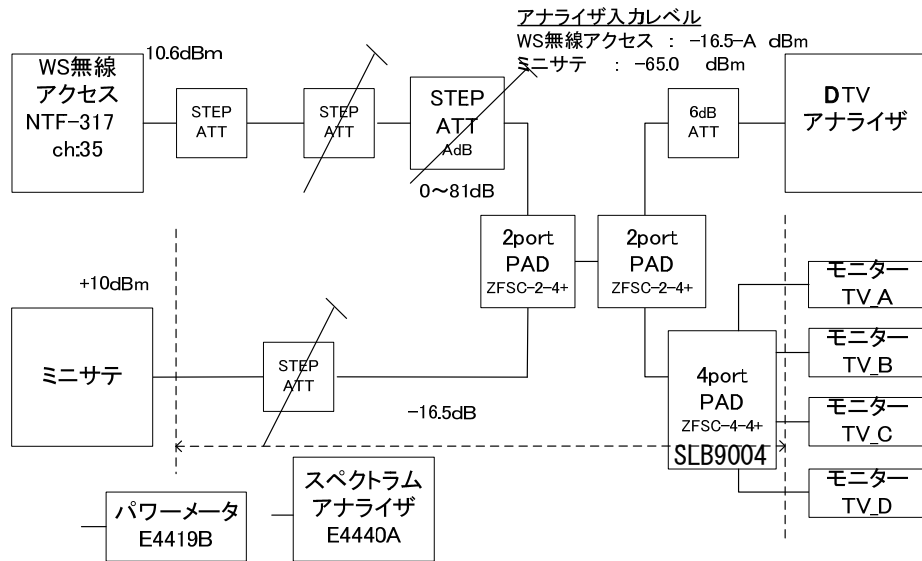 アナライザ入力レベル
WS無線アクセス : -16.5-A dBm
ミニサテ : -65.0 dBm
10.6dBm
WS無線
アクセス
NTF-317
ch:35
STEP
ATT
STEP
ATT
STEP
ATT
AdB
0~81dB
6dB
ATT
DTV
アナライザ
2port
PAD
ZFSC-2-4+
2port
PAD
ZFSC-2-4+
+10dBm
ミニサテ
STEP
ATT
-16.5dB
4port
PAD
ZFSC-4-4+
SLB9004
モニター
TV_A
モニター
TV_B
モニター
TV_C
モニター
TV_D
パワーメータ
E4419B
スペクトラム
アナライザ
E4440A